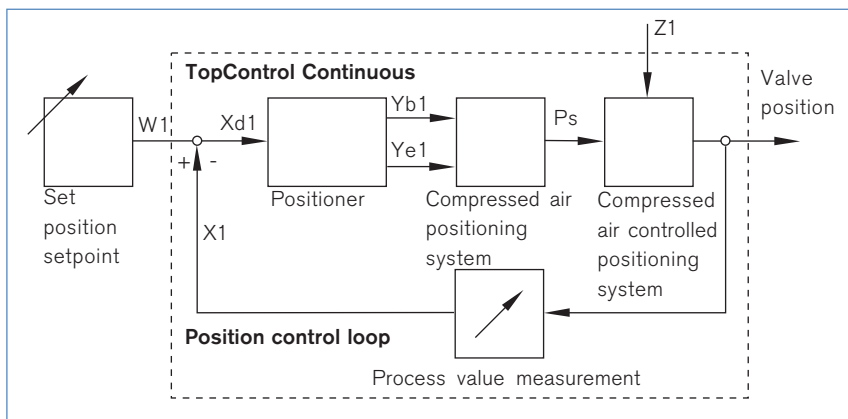 Z1
TopControl Continuous
Valve
position
W1
Xd1
Yb1
Ps
+ -
Ye1
Set
position
setpoint
Positioner
Compressed air
positioning
system
Compressed
air controlled
positioning
system
X1
Position control loop
Process value measurement